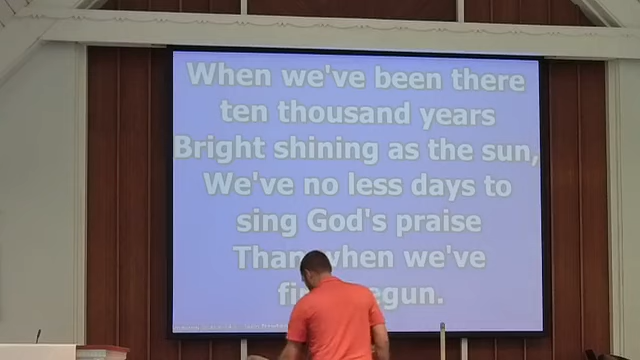 When we've been there
ten thousand years
Bright shining as the sun,
We've no less days to
sing God's praise
Than when we've